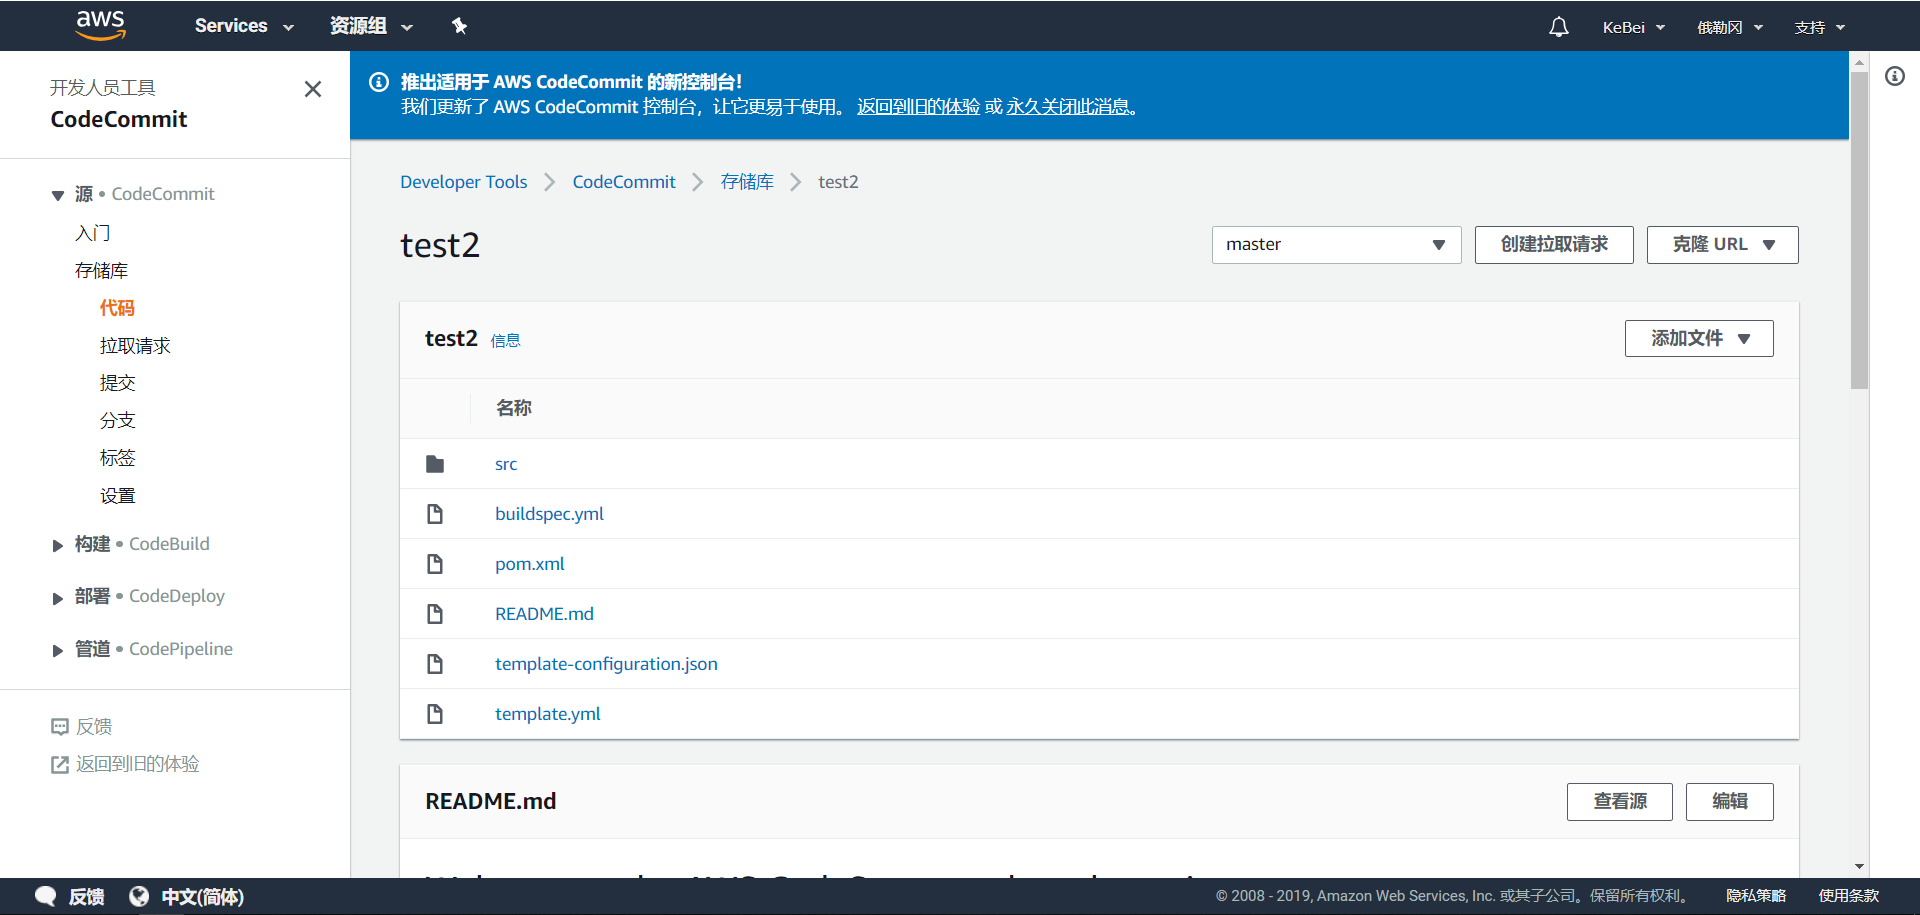 aws Services 资源组 KeBei 俄勒冈 支持
开发人员工具
CodeCommit
源 • CodeCommit
入门
存储库
代码
拉取请求
提交
分支
标签
设置
构建 • CodeBuild
部署 • CodeDeploy
管道 • CodePipeline
反馈
返回到旧的体验
推出适用于 AWS CodeCommit 的新控制台!
我们更新了 AWS CodeCommit 控制台，让它更易于使用。 返回到旧的体验 或 永久关闭此消息。
Developer Tools CodeCommit 存储库 test2
test2 master 创建拉取请求 克隆 URL
test2 信息 添加文件
名称
src
buildspec.yml
pom.xml
README.md
template-configuration.json
template.yml
README.md 查看源 编辑
反馈 中文(简体) © 2008 - 2019, Amazon Web Services, Inc. 或其子公司。保留所有权利。 隐私策略 使用条款